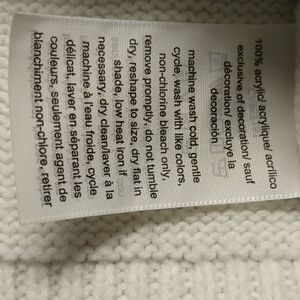 100% acrylic/ acrylique/ acrílico
exclusive of decoration/ sauf
décoration/ excluye la
decoración
machine wash cold, gentle
cycle, wash with like colors,
non-chlorine bleach only,
remove promptly, do not tumble
dry, reshape to size, dry flat in
shade, low heat iron if
necessary, dry clean/laver à la
machine à l'eau froide, cycle
délicat, laver en séparant les
couleurs, seulement agent de
blanchiment non-chlore, retirer